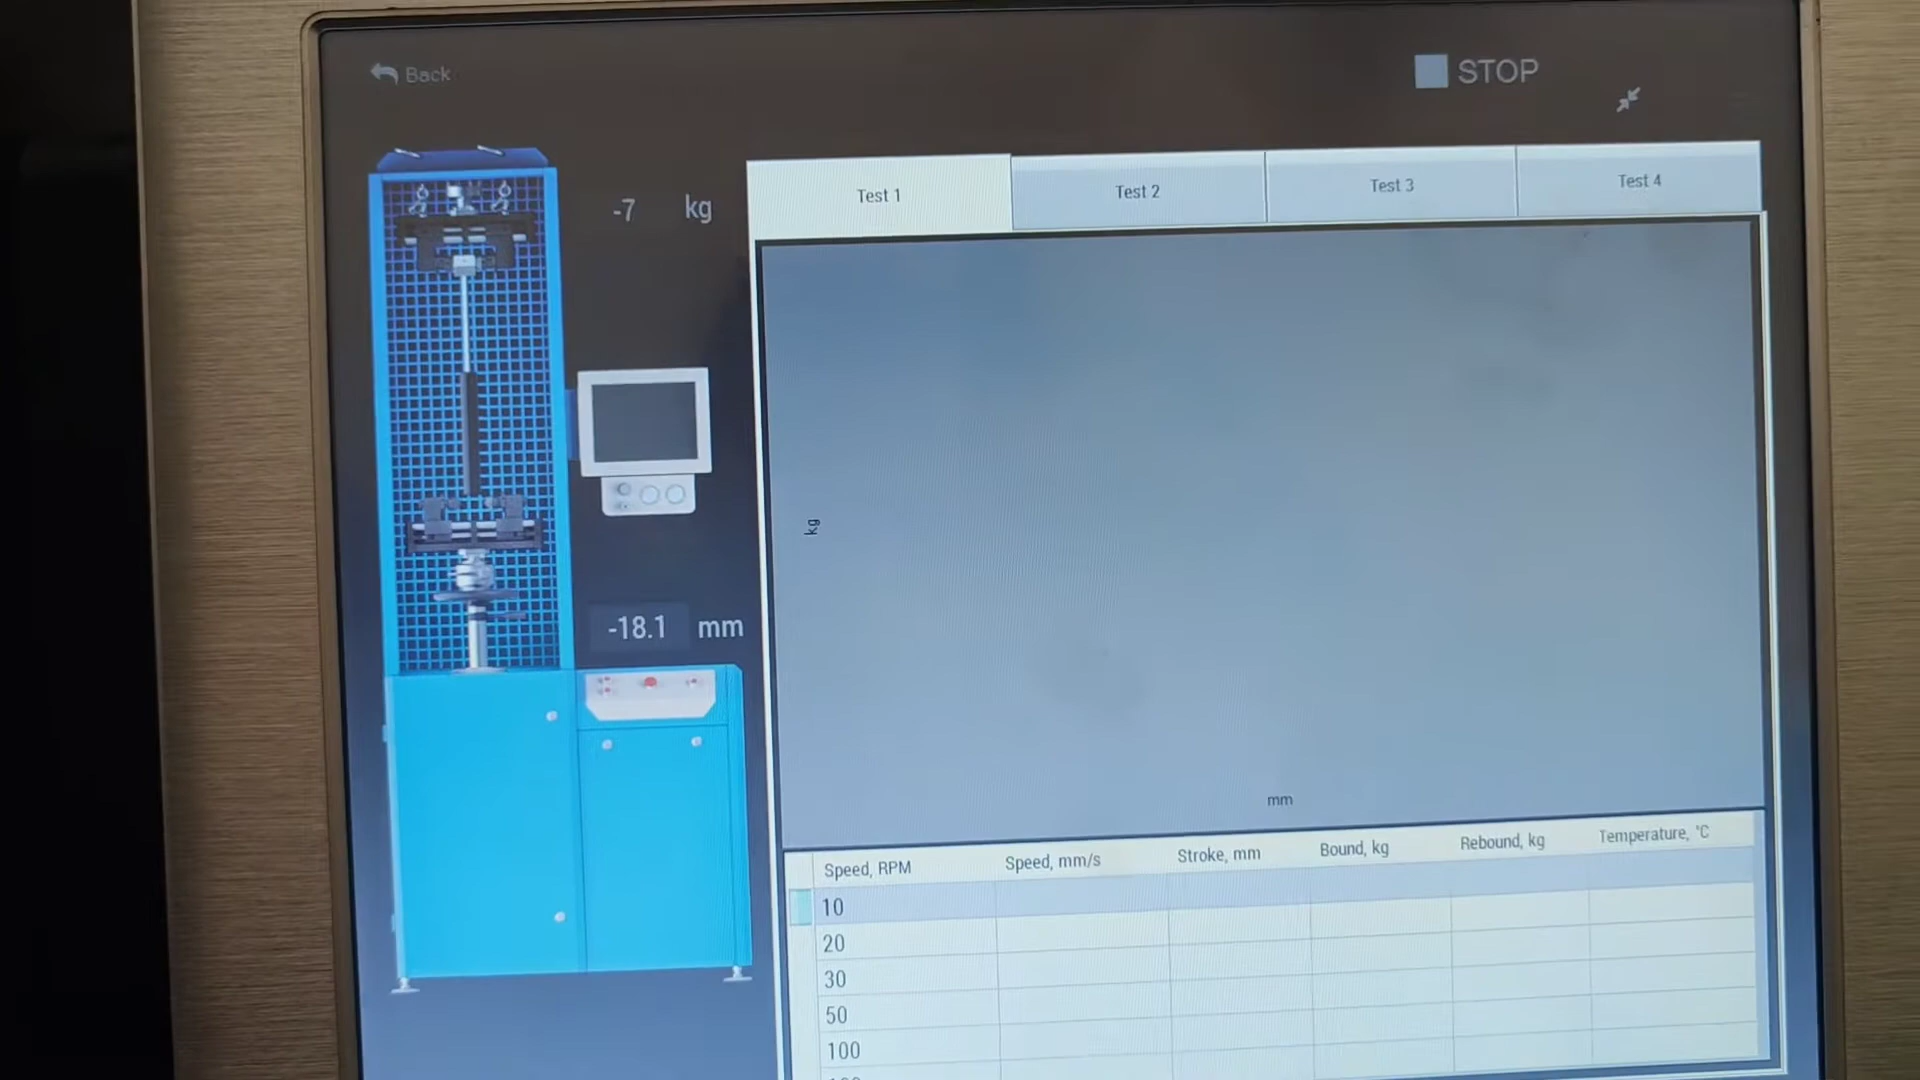 Back
STOP
-7 kg
Test 1 Test 2 Test 3 Test 4
kg
-18.1 mm
mm
Speed, RPM Speed, mm/s Stroke, mm Bound, kg Rebound, kg Temperature, °C
10
20
30
50
100